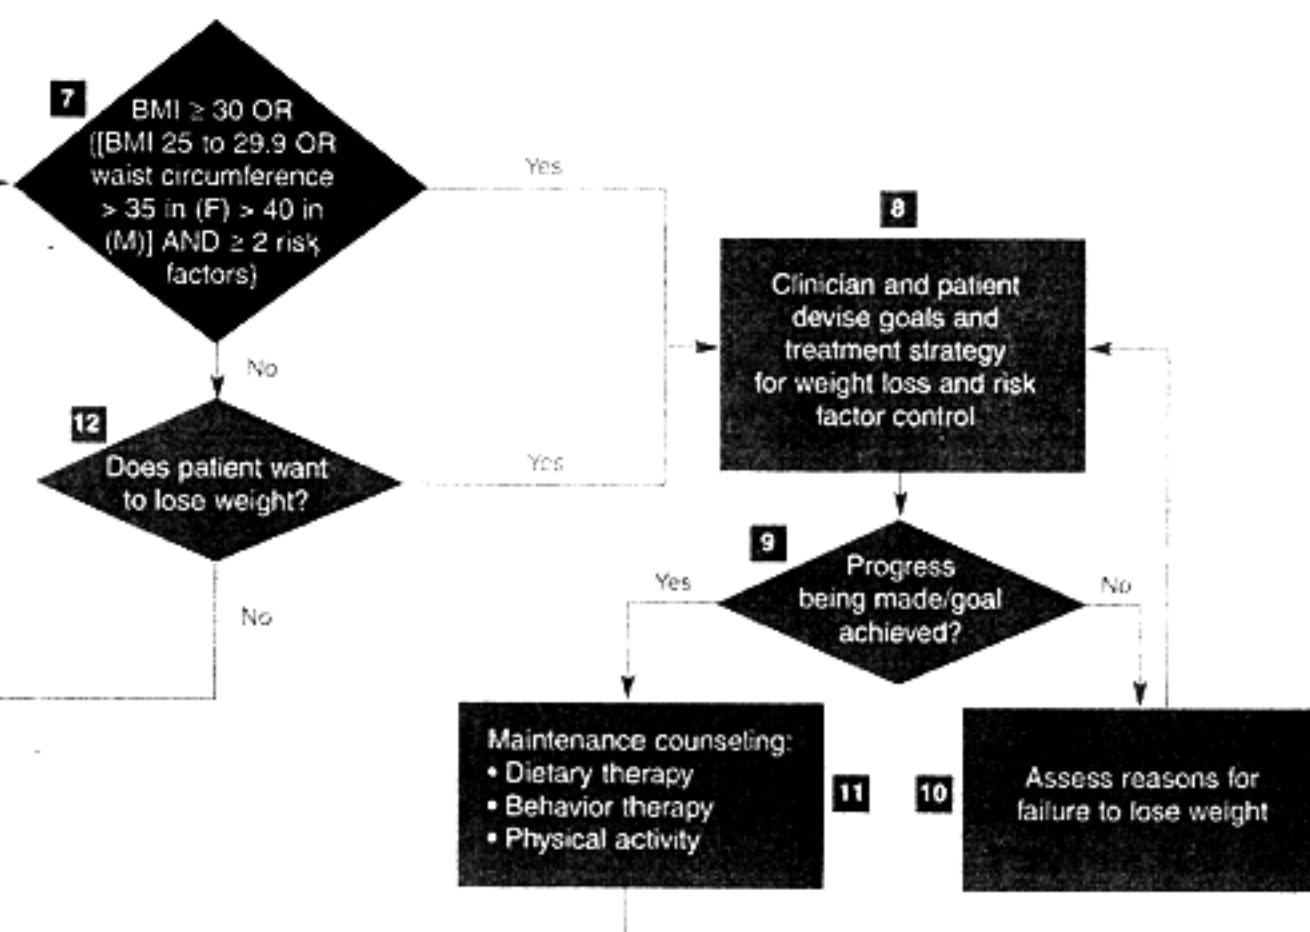 7
BMI ≥ 30 OR
([BMI 25 to 29.9 OR
waist circumference
> 35 in (F) > 40 in
(M)] AND ≥ 2 risk
factors)
Yes
No
12
Does patient want
to lose weight?
Yes
No
8
Clinician and patient
devise goals and
treatment strategy
for weight loss and risk
factor control
9
Progress
being made/goal
achieved?
Yes
No
Maintenance counseling:
• Dietary therapy
• Behavior therapy
• Physical activity
11
10
Assess reasons for
failure to lose weight